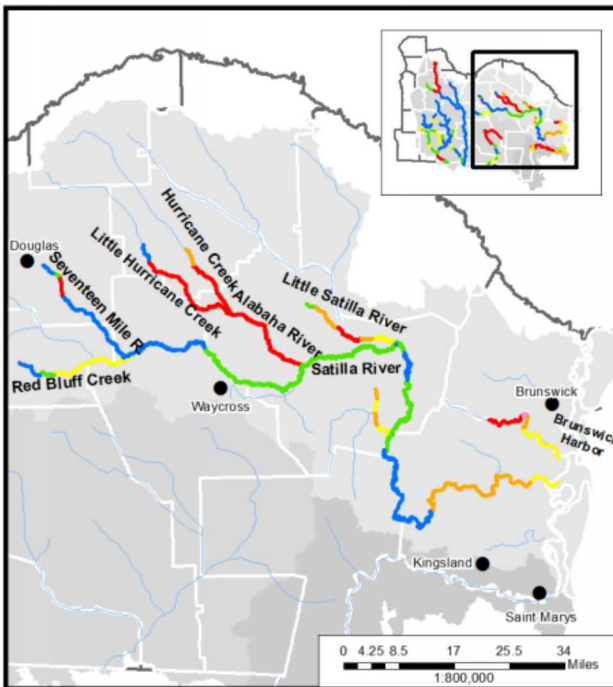 Hurricane Creek
Douglas
Little Hurricane Creek
Seventeen Mile R
Alabaha River
Little Satilla River
Red Bluff Creek
Satilla River
Waycross
Brunswick
Brunswick
Harbor
Kingsland
Saint Marys
0 4.25 8.5 17 25.5 34
Miles
1:800,000